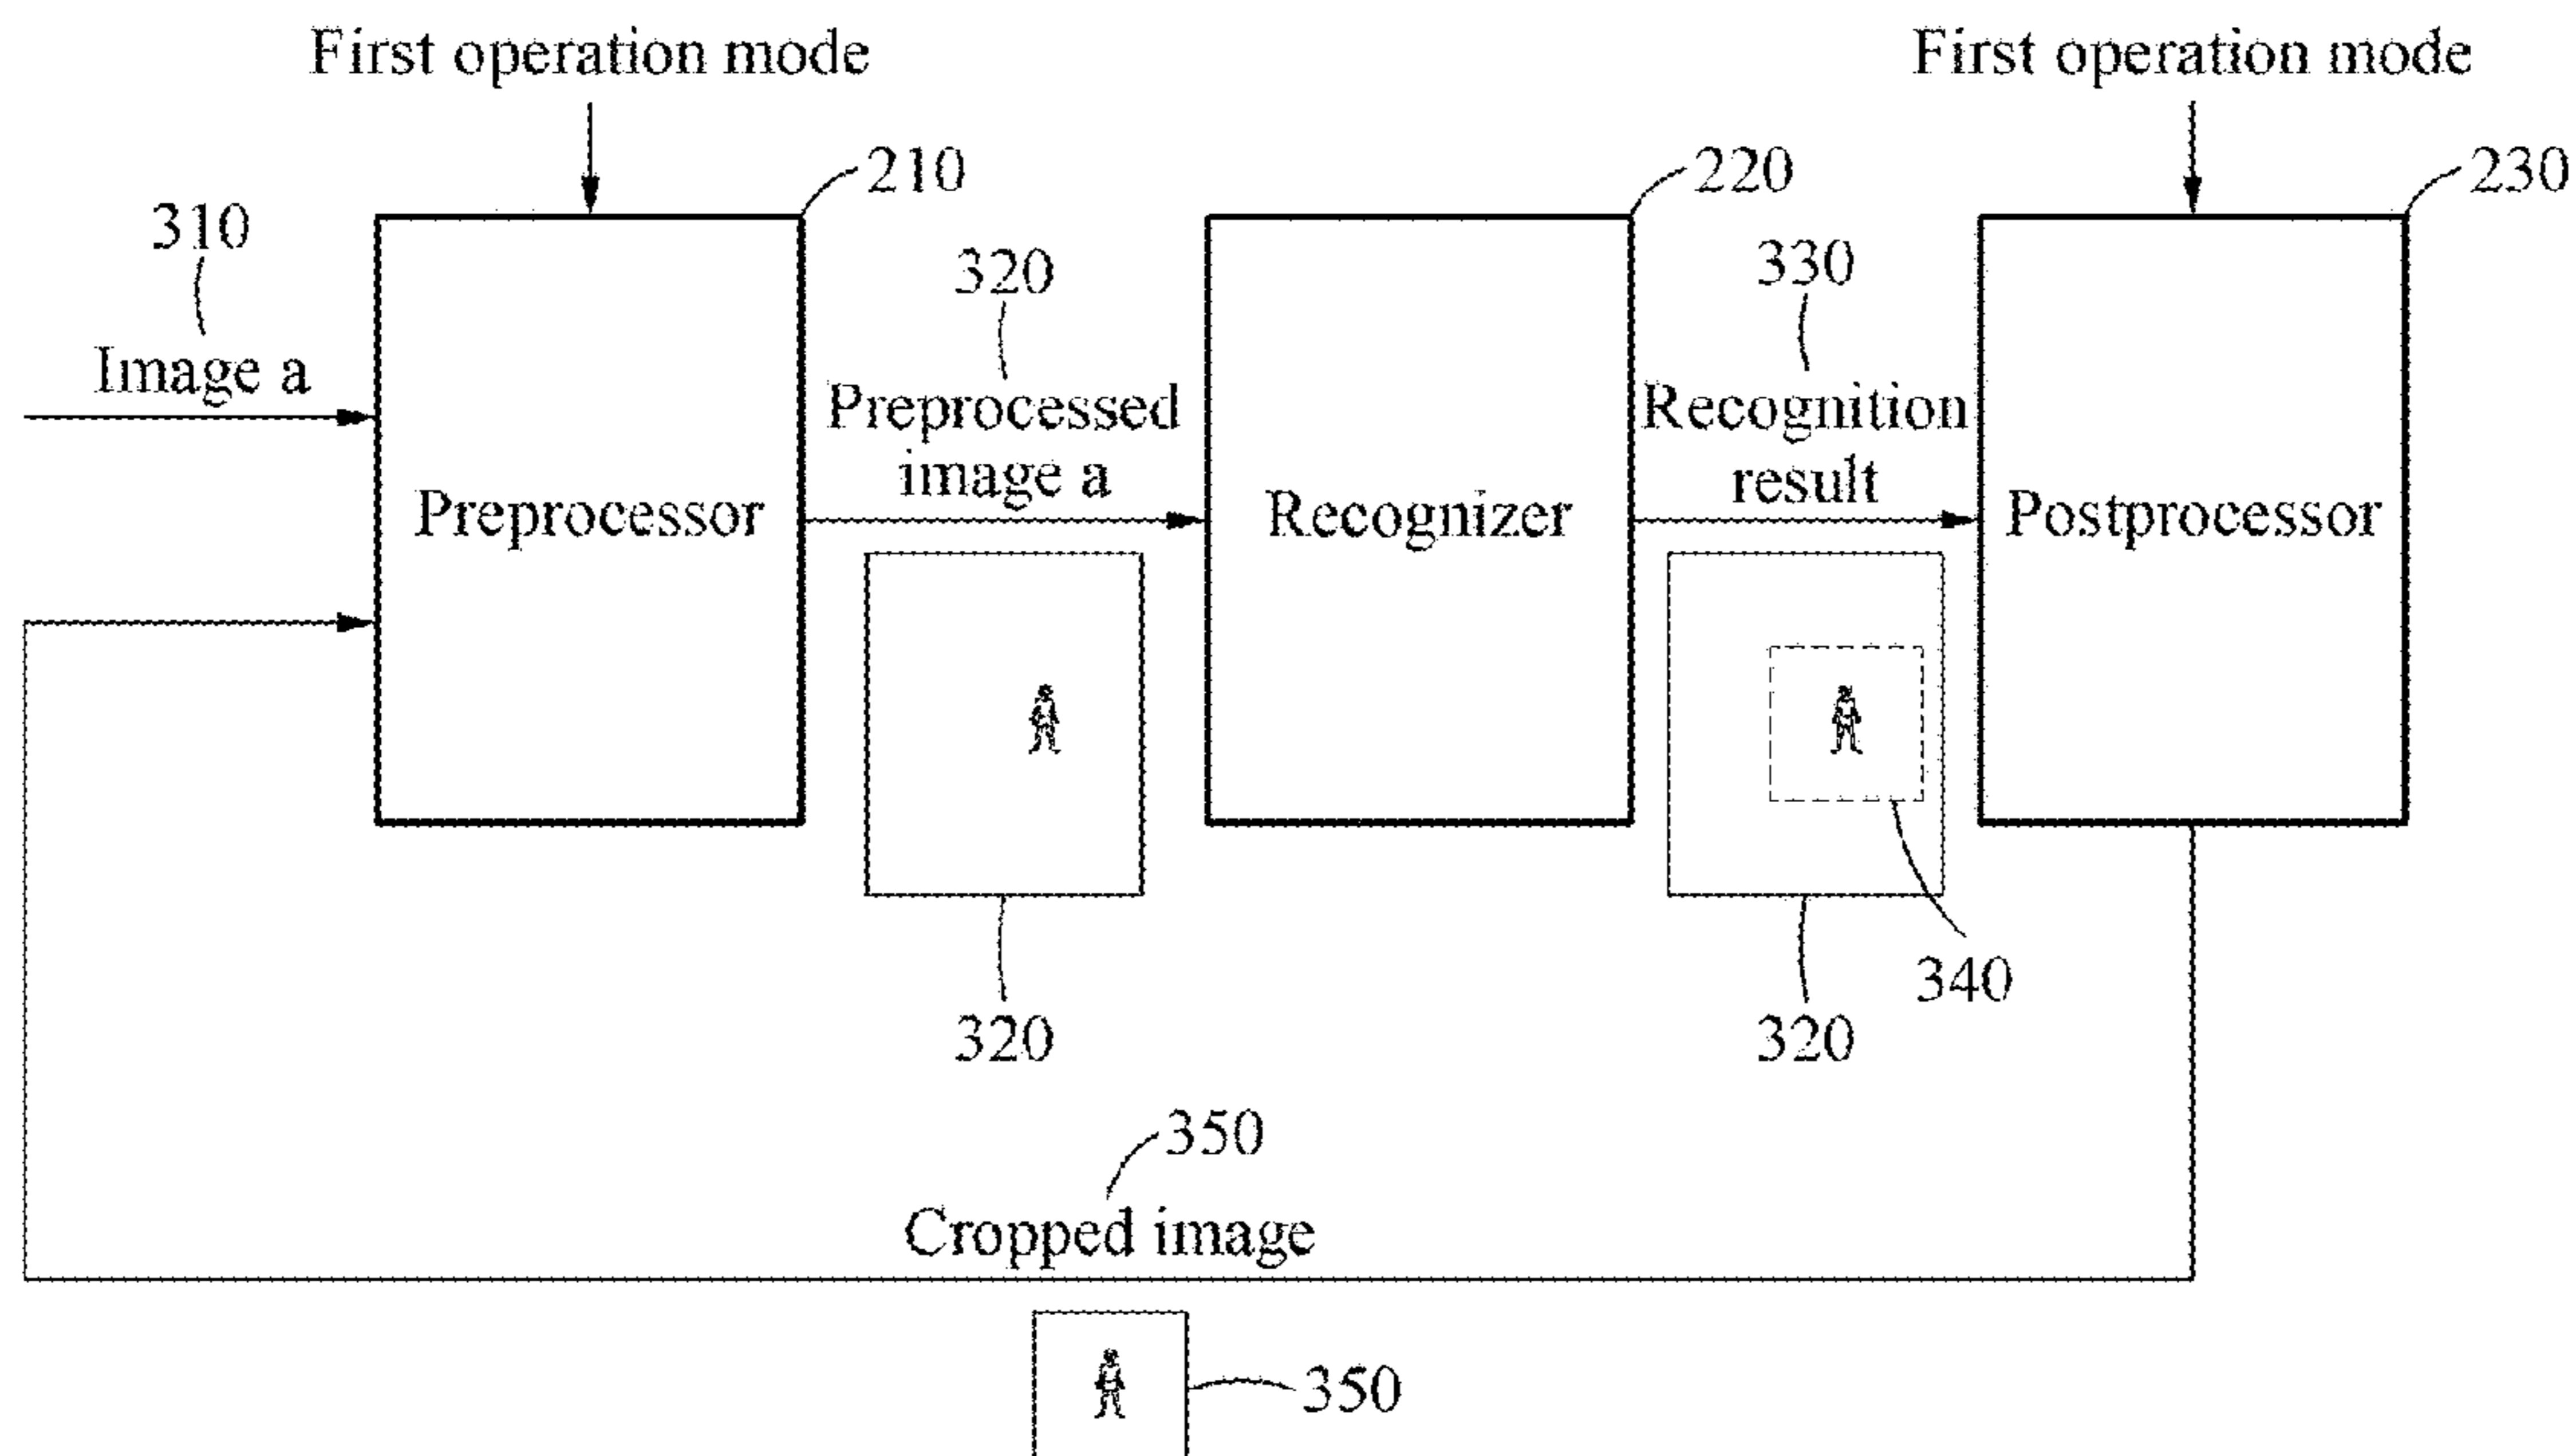 First operation mode
First operation mode
210
220
230
310
320
330
Image a
Preprocessed
image a
Recognition
result
Preprocessor
Recognizer
Postprocessor
340
320
320
350
Cropped image
350